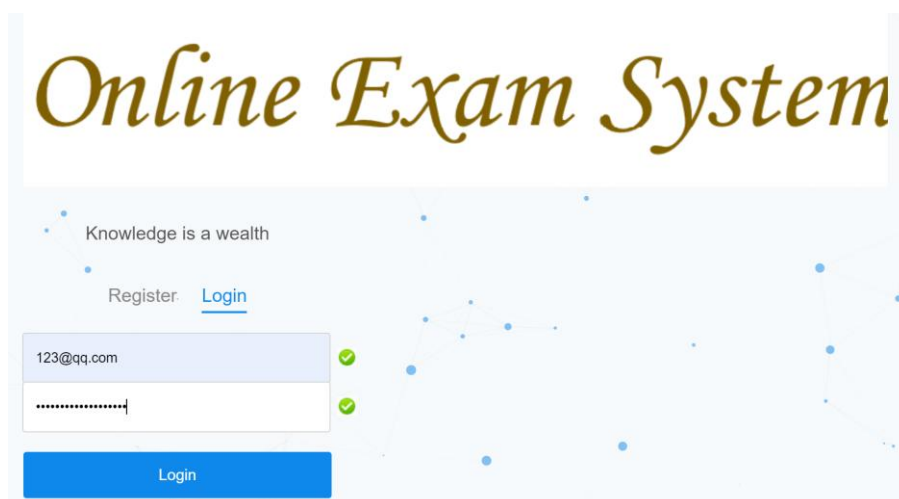 Online Exam System
Knowledge is a wealth
Register Login
123@qq.com
•••••••••••••••••••
Login